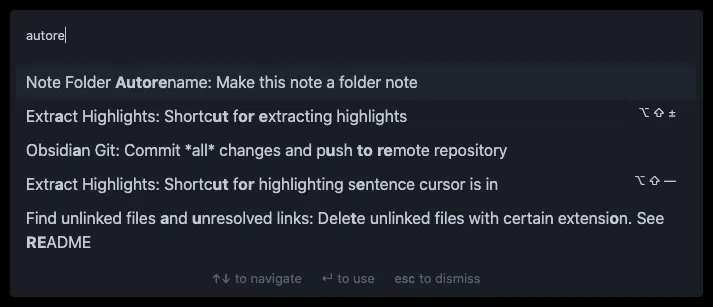 autore
Note Folder Autorename: Make this note a folder note
Extract Highlights: Shortcut for extracting highlights ⌥⇧±
Obsidian Git: Commit *all* changes and push to remote repository
Extract Highlights: Shortcut for highlighting sentence cursor is in ⌥⇧—
Find unlinked files and unresolved links: Delete unlinked files with certain extension. See
README
↑↓ to navigate ↵ to use esc to dismiss